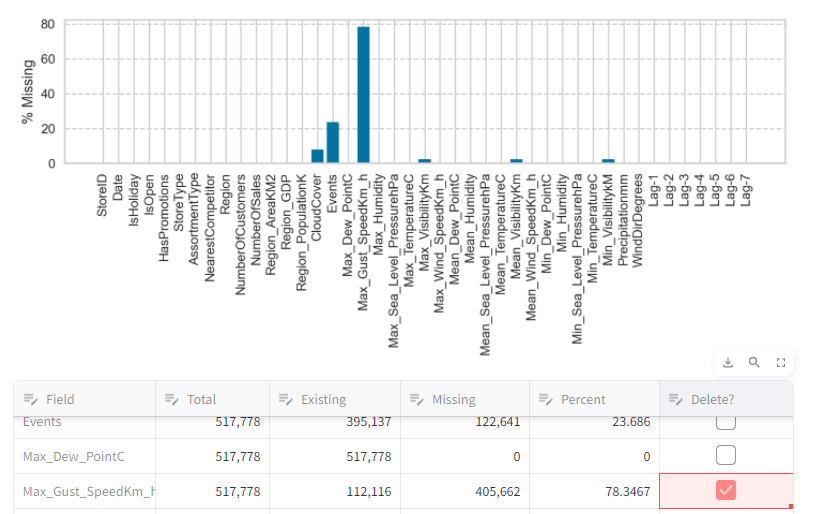 80
60
40
20
0
% Missing
StoreID
Date
IsHoliday
IsOpen
HasPromotions
StoreType
AssortmentType
NearestCompetitor
Region
NumberOfCustomers
NumberOfSales
Region_AreaKM2
Region_GDP
Region_PopulationK
CloudCover
Events
Max_Dew_PointC
Max_Gust_SpeedKm_h
Max_Humidity
Max_Sea_Level_PressurehPa
Max_TemperatureC
Max_VisibilityKm
Max_Wind_SpeedKm_h
Mean_Dew_PointC
Mean_Humidity
Mean_Sea_Level_PressurehPa
Mean_TemperatureC
Mean_VisibilityKm
Mean_Wind_SpeedKm_h
Min_Dew_PointC
Min_Humidity
Min_Sea_Level_PressurehPa
Min_TemperatureC
Min_VisibilitykM
Precipitationmm
WindDirDegrees
Lag-1
Lag-2
Lag-3
Lag-4
Lag-5
Lag-6
Lag-7
Field Total Existing Missing Percent Delete?
Events 517,778 395,137 122,641 23.686
Max_Dew_PointC 517,778 517,778 0 0
Max_Gust_SpeedKm_h 517,778 112,116 405,662 78.3467